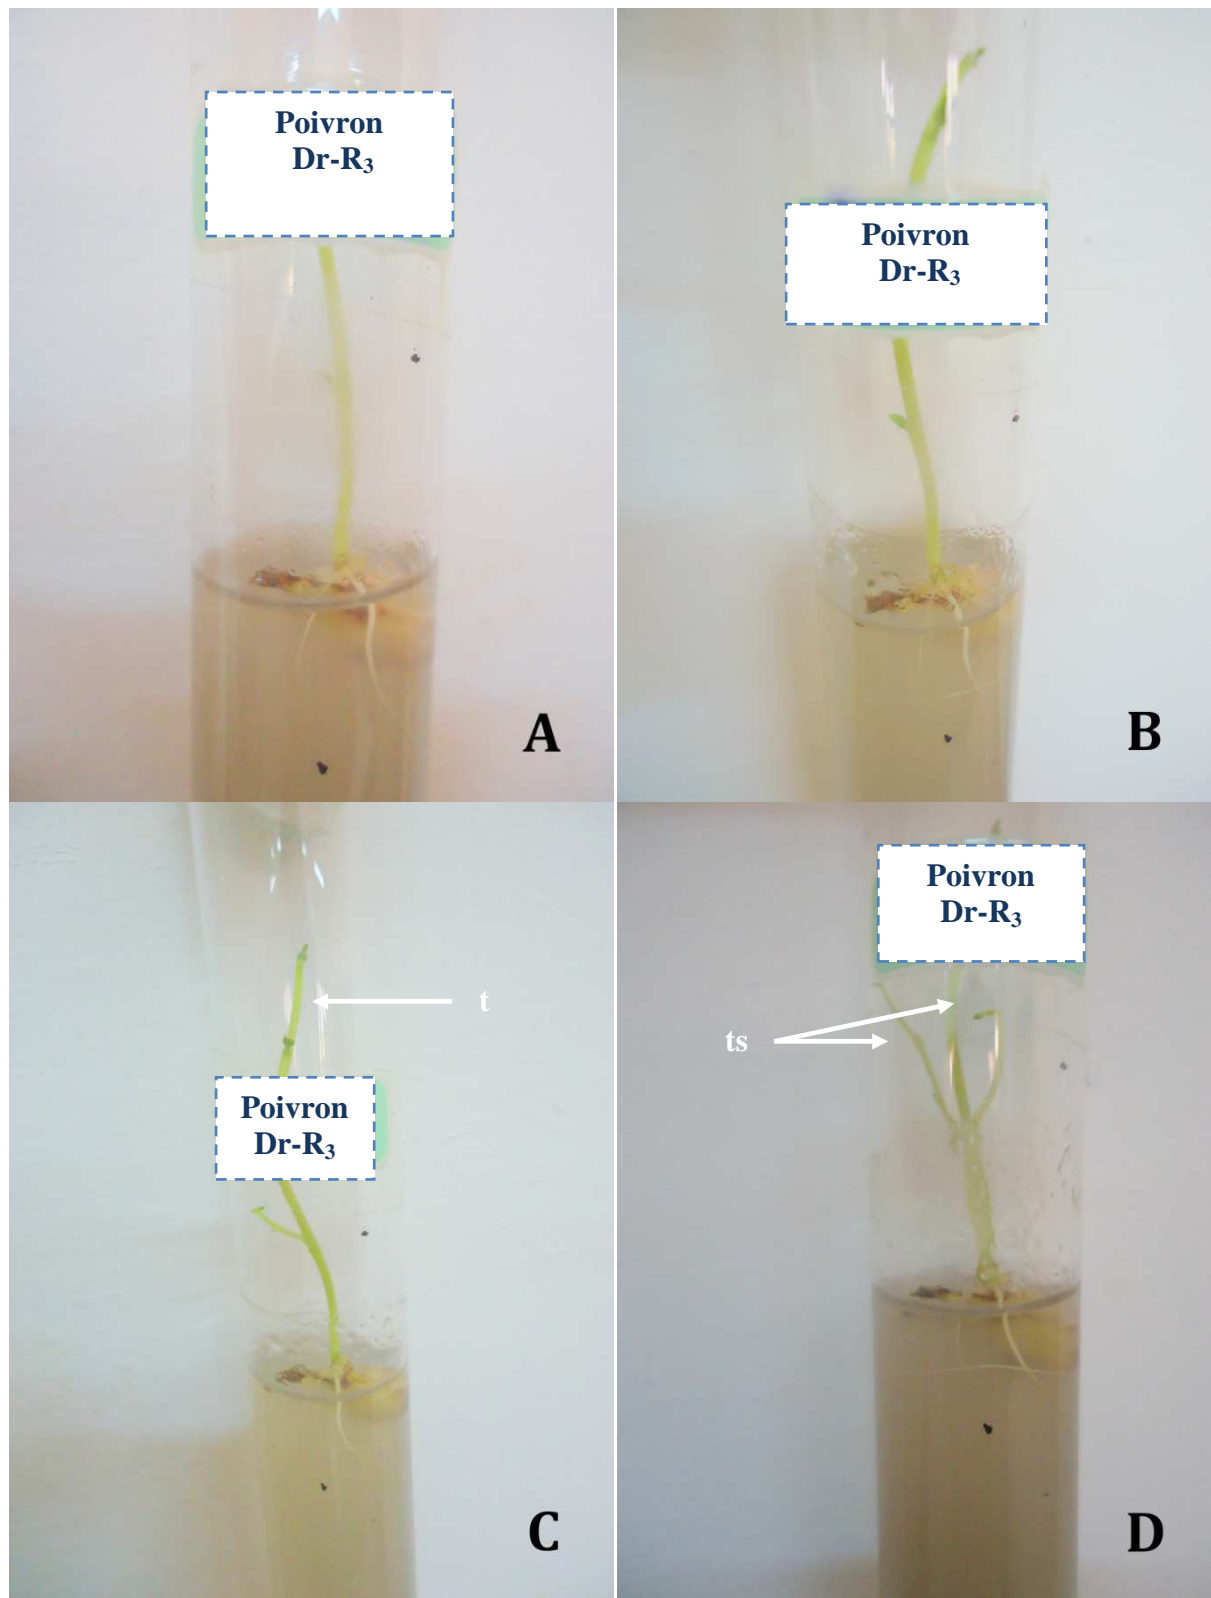 Poivron
Dr-R₃
Poivron
Dr-R₃
A
B
t
Poivron
Dr-R₃
C
Poivron
Dr-R₃
ts
D